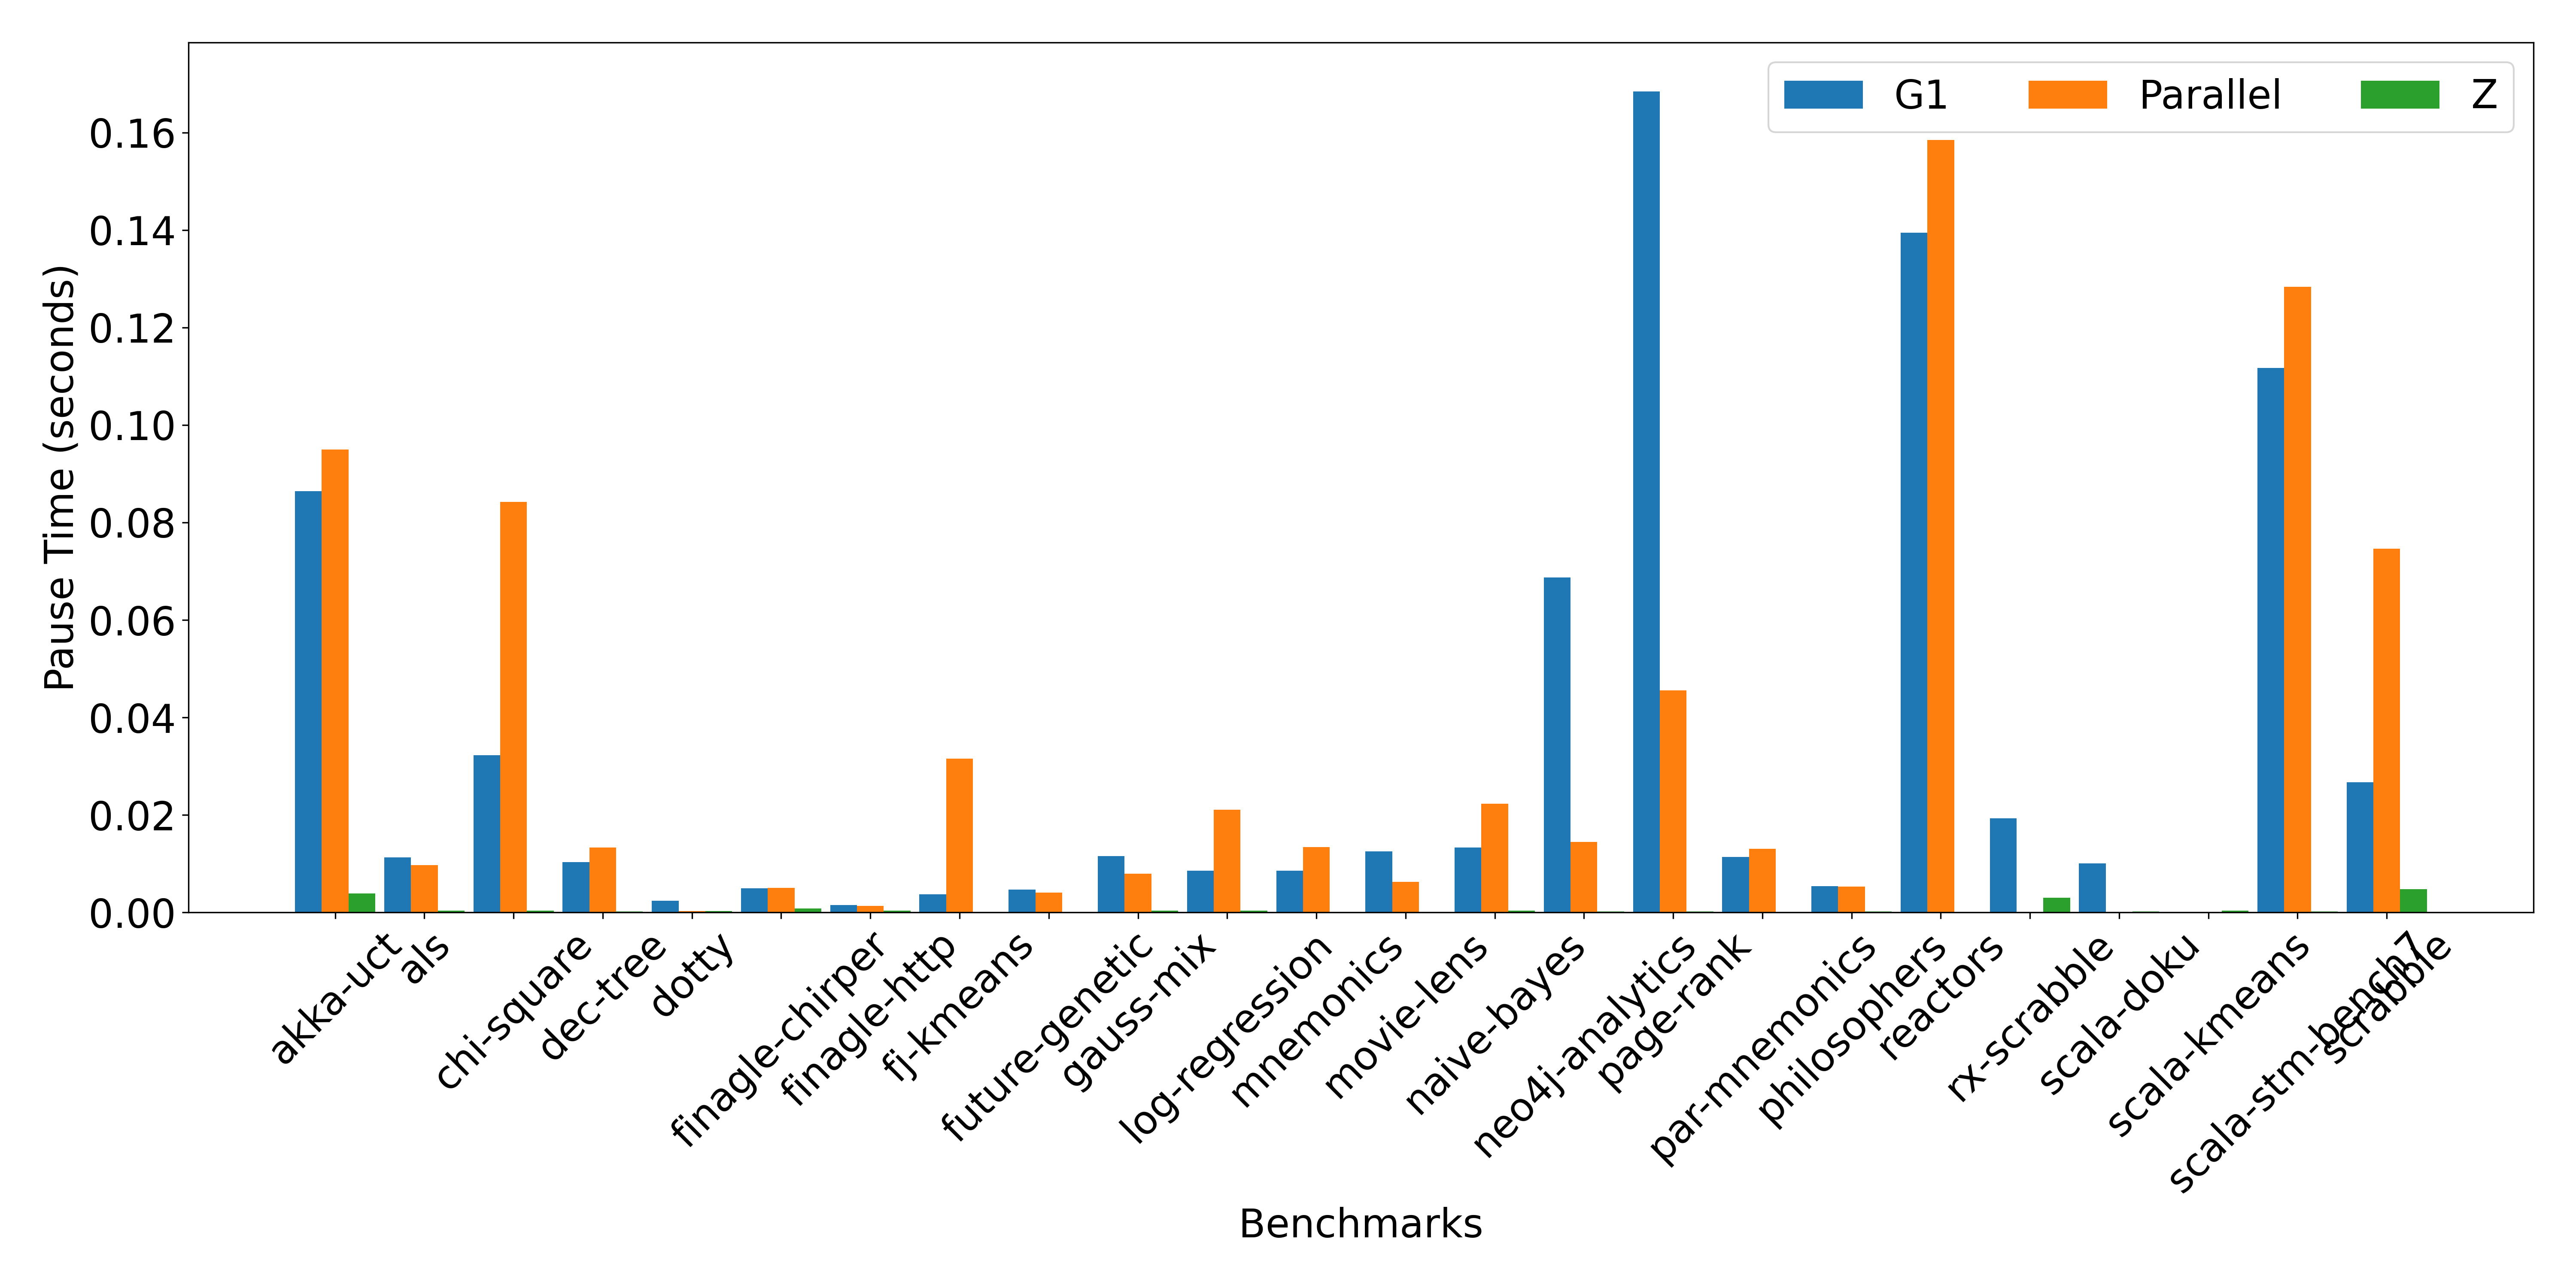 G1 Parallel Z
Pause Time (seconds)
0.16
0.14
0.12
0.10
0.08
0.06
0.04
0.02
0.00
akka-uct
als
chi-square
dec-tree
dotty
finagle-chirper
finagle-http
fj-kmeans
future-genetic
gauss-mix
log-regression
mnemonics
movie-lens
naive-bayes
neo4j-analytics
page-rank
par-mnemonics
philosophers
reactors
rx-scrabble
scala-doku
scala-kmeans
scala-stm-bench7
scrabble
Benchmarks